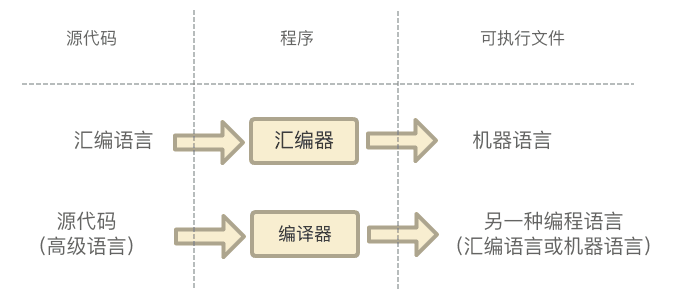 源代码 程序 可执行文件
汇编语言 汇编器 机器语言
源代码
(高级语言)
编译器
另一种编程语言
(汇编语言或机器语言)